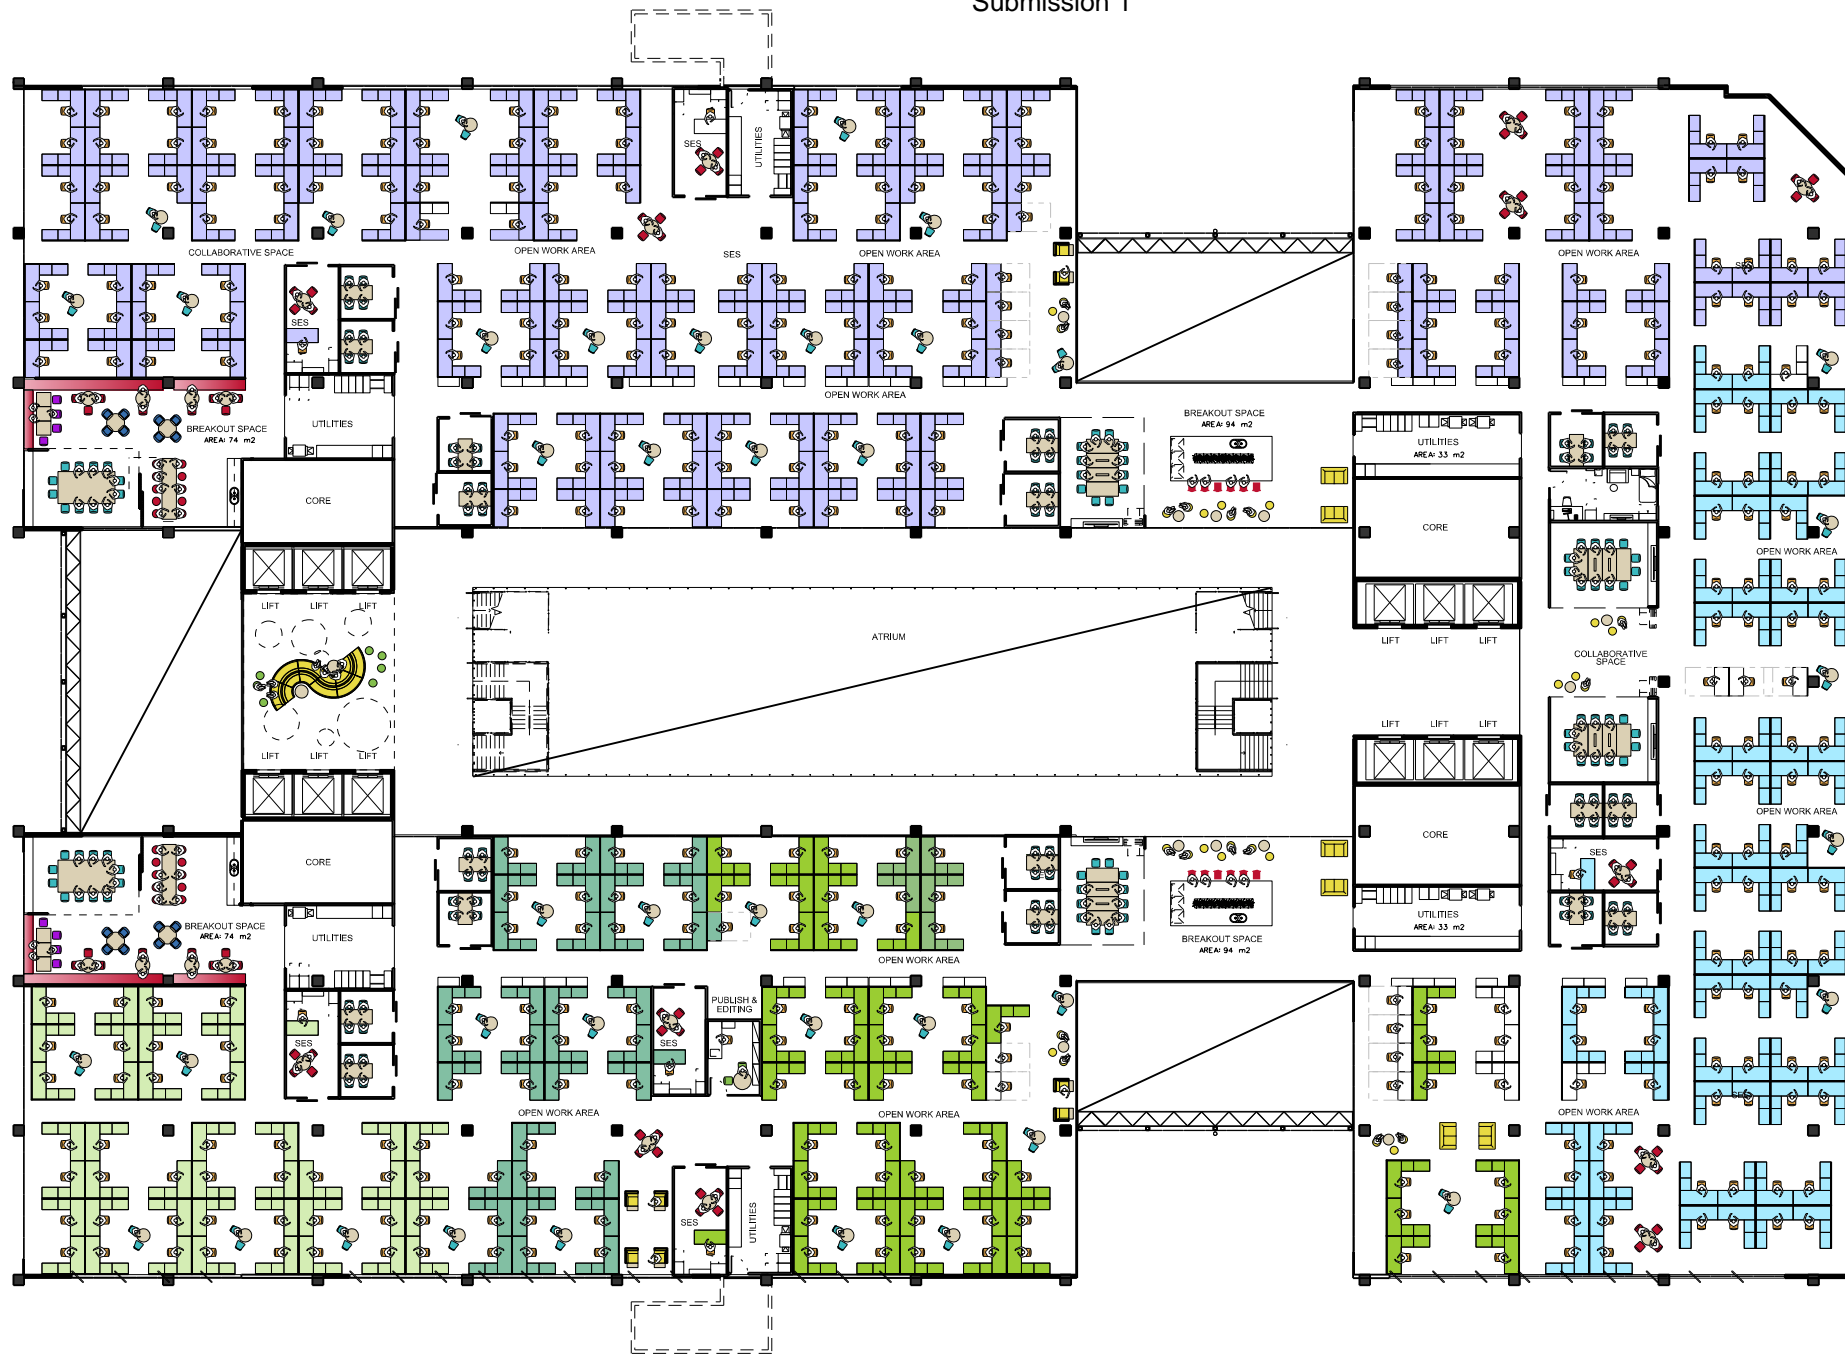 Submission 1
SES
UTILITIES
COLLABORATIVE SPACE
OPEN WORK AREA
SES
OPEN WORK AREA
OPEN WORK AREA
SES
SES
OPEN WORK AREA
BREAKOUT SPACE
AREA: 74 m2
UTILITIES
BREAKOUT SPACE
AREA: 94 m2
UTILITIES
AREA: 33 m2
CORE
CORE
OPEN WORK AREA
LIFT
LIFT
LIFT
ATRIUM
LIFT
LIFT
LIFT
COLLABORATIVE
SPACE
LIFT
LIFT
LIFT
LIFT
LIFT
LIFT
OPEN WORK AREA
CORE
CORE
SES
BREAKOUT SPACE
AREA: 74 m2
UTILITIES
OPEN WORK AREA
BREAKOUT SPACE
AREA: 94 m2
UTILITIES
AREA: 33 m2
PUBLISH &
EDITING
SES
SES
SES
OPEN WORK AREA
OPEN WORK AREA
OPEN WORK AREA
SES
UTILITIES